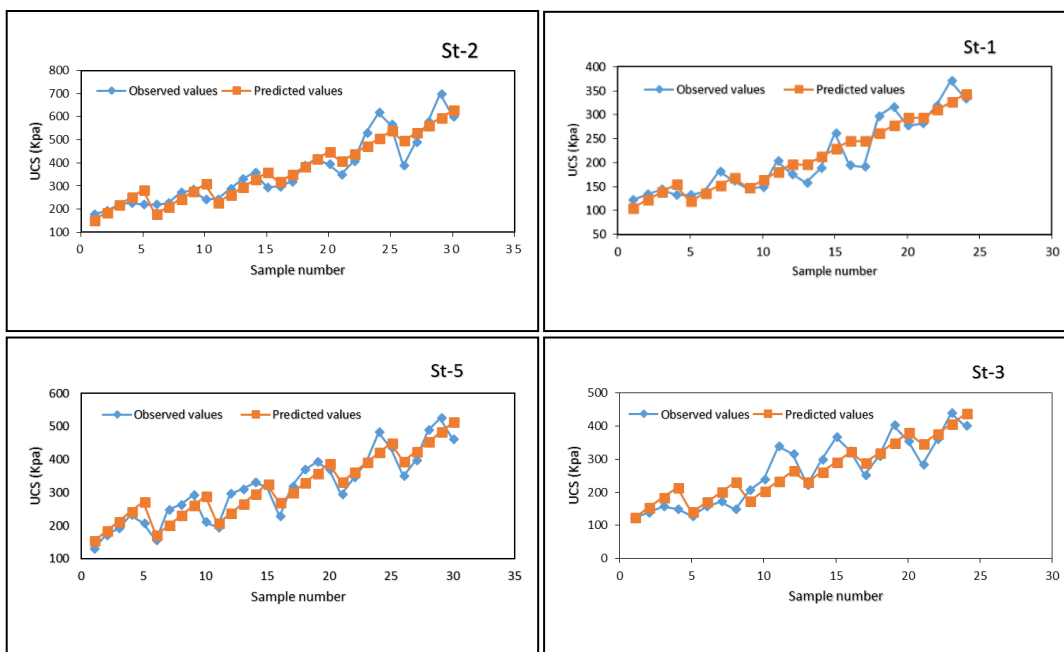 St-2
800
700
600
500
400
300
200
100
UCS (Kpa)
Observed values Predicted values
0 5 10 15 20 25 30 35
Sample number
St-1
400
350
300
250
200
150
100
50
UCS (Kpa)
Observed values Predicted values
0 5 10 15 20 25 30
Sample number
St-5
600
500
400
300
200
100
UCS (Kpa)
Observed values Predicted values
0 5 10 15 20 25 30 35
Sample number
St-3
500
400
300
200
100
0
UCS (Kpa)
Observed values Predicted values
0 5 10 15 20 25 30
Sample number